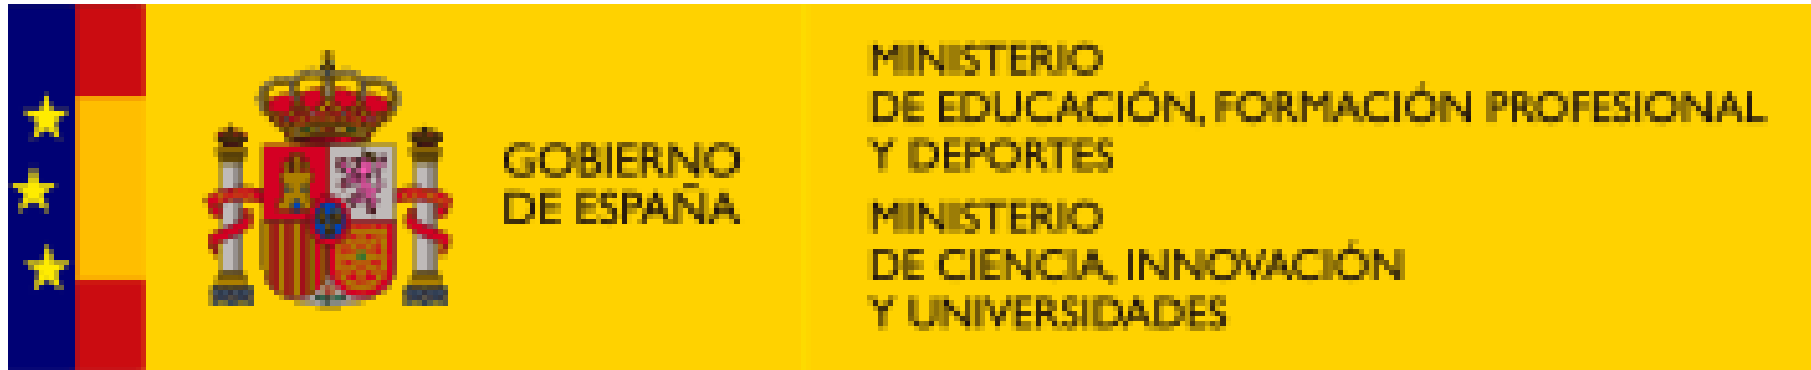 GOBIERNO
DE ESPAÑA
MINISTERIO
DE EDUCACIÓN, FORMACIÓN PROFESIONAL
Y DEPORTES
MINISTERIO
DE CIENCIA, INNOVACIÓN
Y UNIVERSIDADES